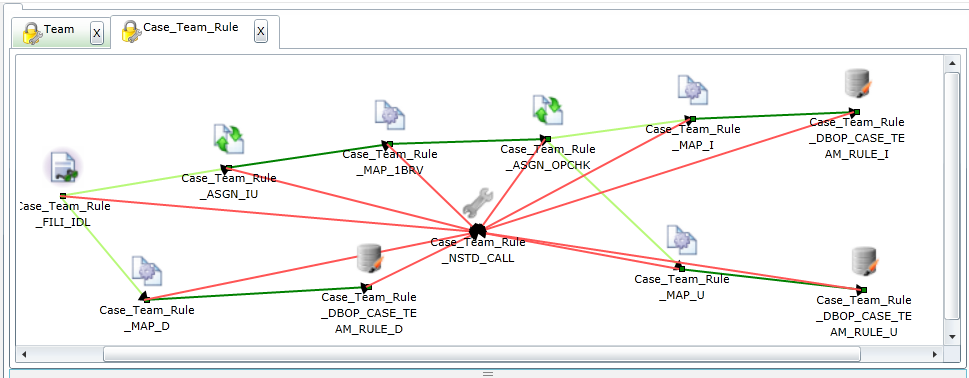 Team X
Case_Team_Rule X
Case_Team_Rule
_DBOP_CASE_TE
AM_RULE_I
Case_Team_Rule
_MAP_I
Case_Team_Rule
_ASGN_OPCHK
Case_Team_Rule
_MAP_1BRV
Case_Team_Rule
_ASGN_IU
Case_Team_Rule
_FILI_IDL
Case_Team_Rule
_NSTD_CALL
Case_Team_Rule
_MAP_U
Case_Team_Rule
_DBOP_CASE_TE
AM_RULE_U
Case_Team_Rule
_DBOP_CASE_TE
AM_RULE_D
Case_Team_Rule
_MAP_D